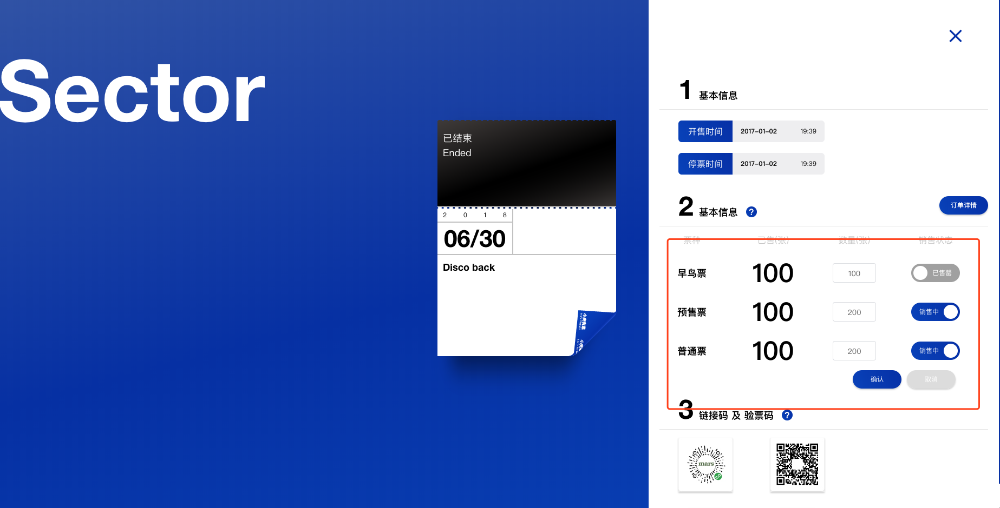 Sector
已结束
Ended
2 0 1 8
06/30
Disco back
1 基本信息
开售时间 2017-01-02 19:39
停票时间 2017-01-02 19:39
2 基本信息 ? 订单详情
票种 已售(张) 数量(张) 销售状态
早鸟票 100 100 已售罄
预售票 100 200 销售中
普通票 100 200 销售中
确认 取消
3 链接码 及 验票码 ?
mars